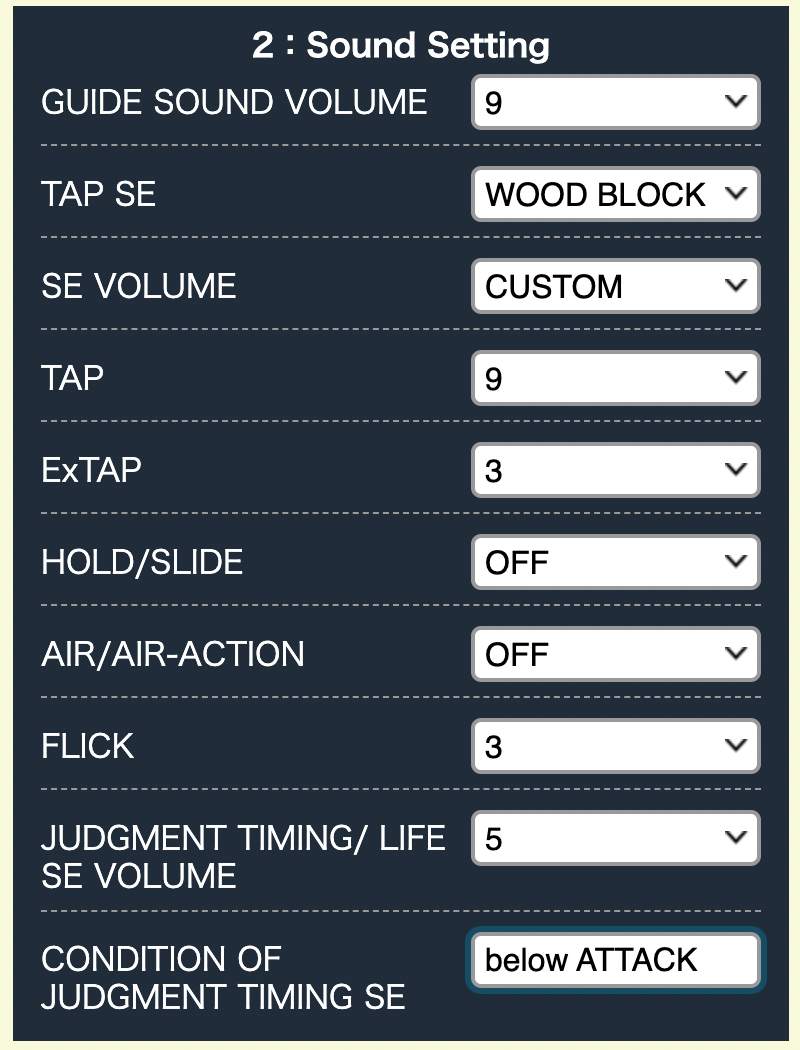 2：Sound Setting
GUIDE SOUND VOLUME 9
TAP SE WOOD BLOCK
SE VOLUME CUSTOM
TAP 9
ExTAP 3
HOLD/SLIDE OFF
AIR/AIR-ACTION OFF
FLICK 3
JUDGMENT TIMING/ LIFE 5
SE VOLUME
CONDITION OF below ATTACK
JUDGMENT TIMING SE